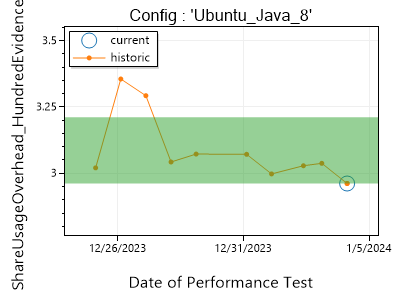 Config : 'Ubuntu_Java_8'
current
historic
3.5
3.25
3
ShareUsageOverhead_HundredEvidence
12/26/2023
12/31/2023
1/5/2024
Date of Performance Test